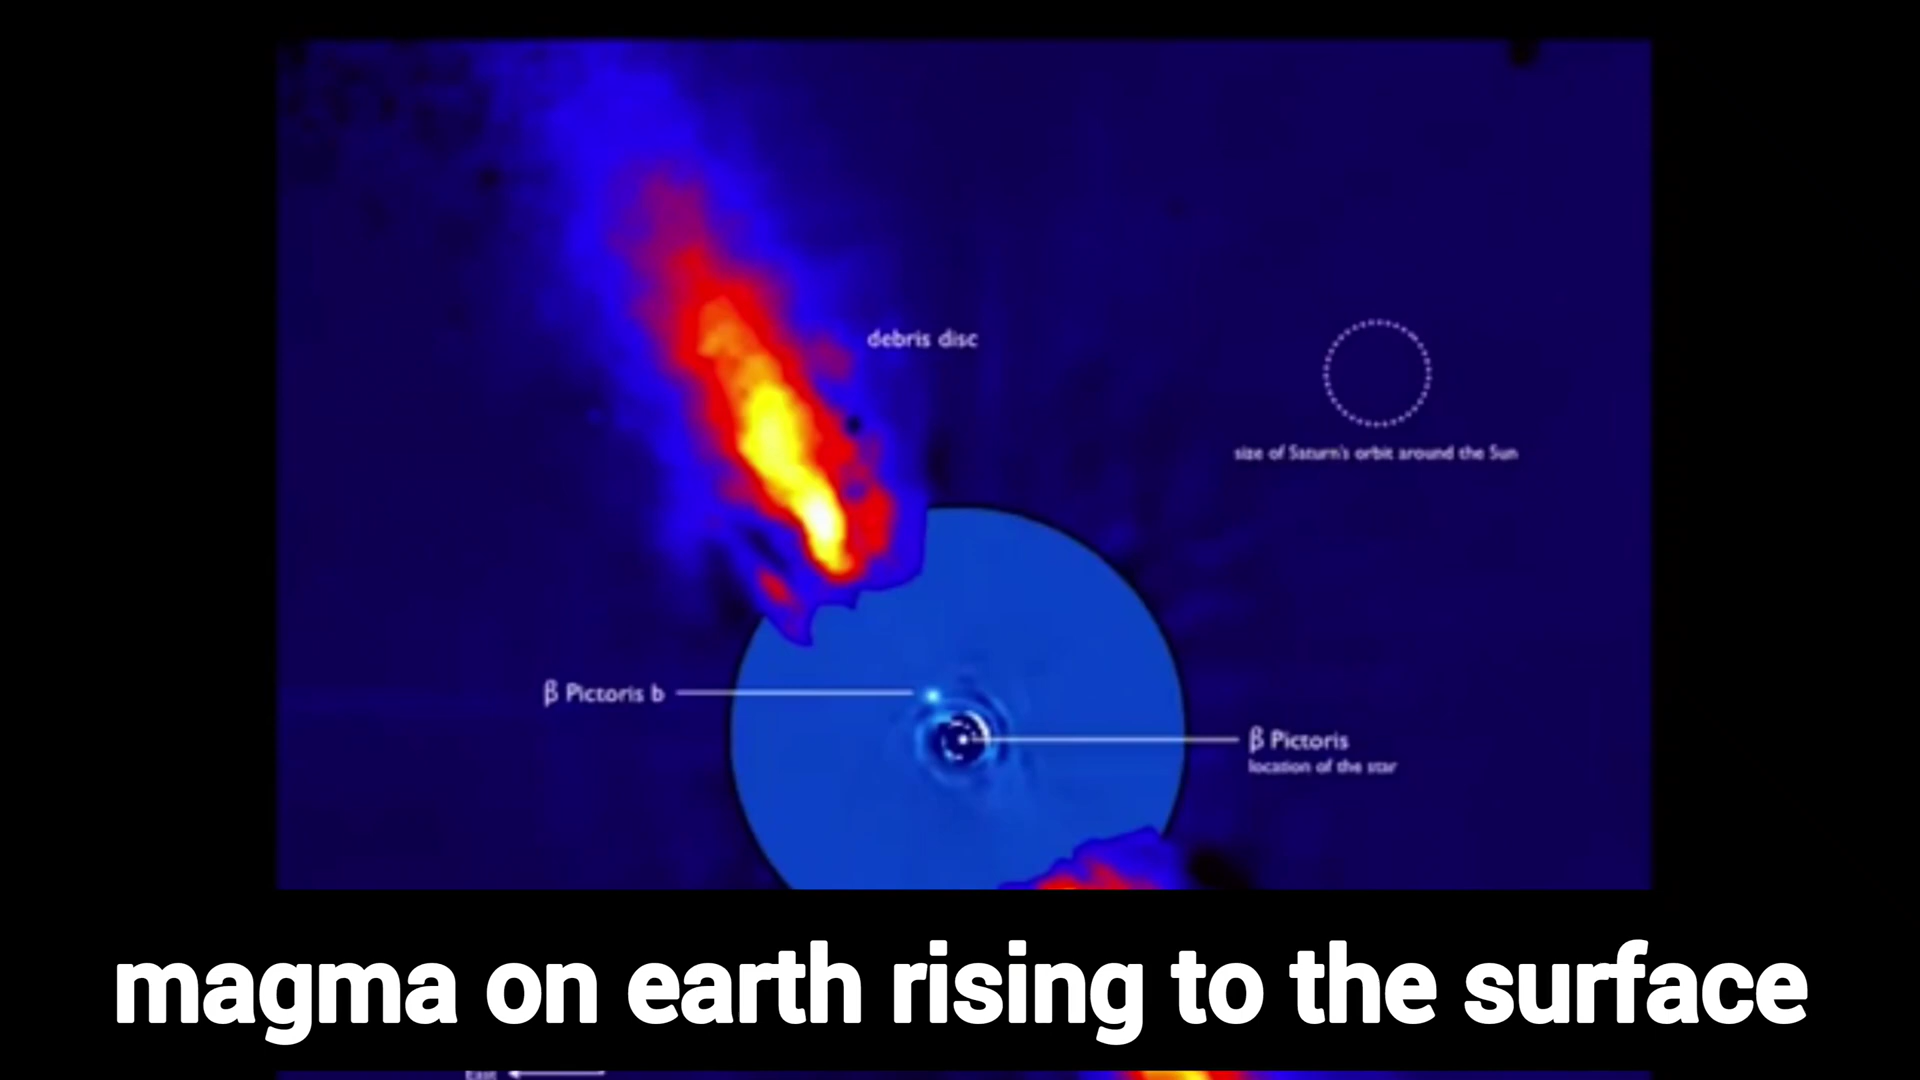 debris disc
size of Saturn's orbit around the Sun
β Pictoris b
β Pictoris
location of the star
magma on earth rising to the surface
East